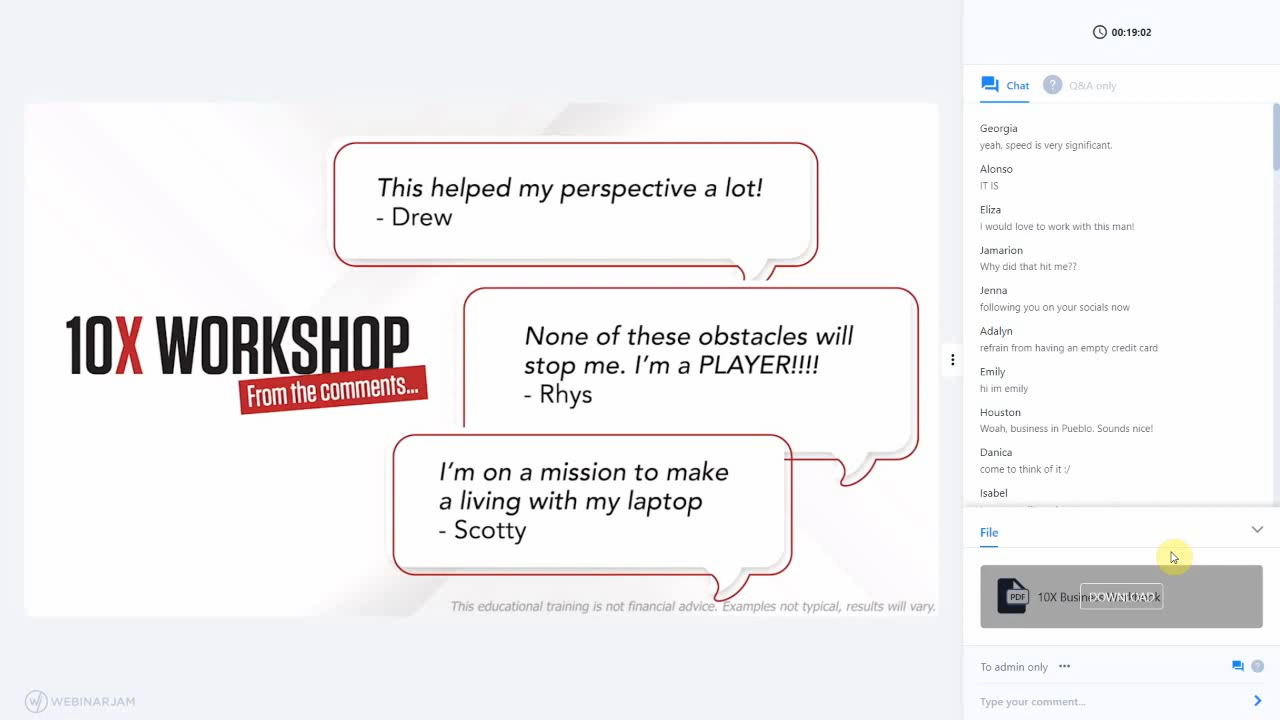 00:19:02
Chat
? Q&A only
Georgia
yeah, speed is very significant.
Alonso
IT IS
Eliza
I would love to work with this man!
Jamarion
Why did that hit me??
Jenna
following you on your socials now
Adalyn
refrain from having an empty credit card
Emily
hi im emily
Houston
Woah, business in Pueblo. Sounds nice!
Danica
come to think of it :/
Isabel
This helped my perspective a lot!
- Drew
None of these obstacles will
stop me. I'm a PLAYER!!!!
- Rhys
10X WORKSHOP
From the comments...
I'm on a mission to make
a living with my laptop
- Scotty
This educational training is not financial advice. Examples not typical, results will vary.
File
PDF
10X
DOWNLOAD
To admin only
?
Type your comment...
WEBINARJAM